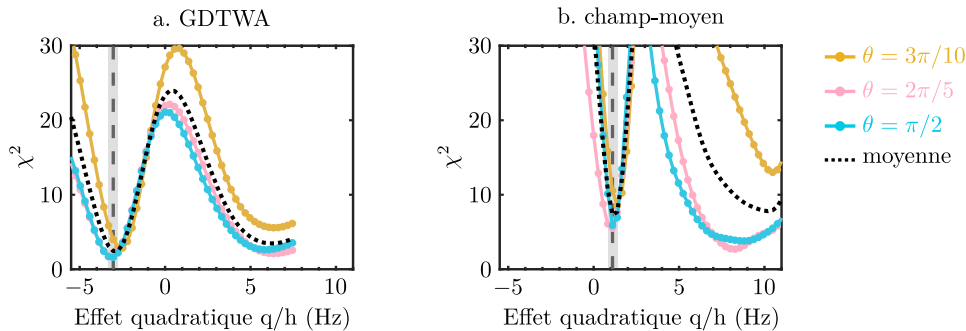 a. GDTWA
30
20
10
0
χ²
−5 0 5 10
Effet quadratique q/h (Hz)
b. champ-moyen
30
20
10
0
χ²
−5 0 5 10
Effet quadratique q/h (Hz)
θ = 3π/10
θ = 2π/5
θ = π/2
moyenne